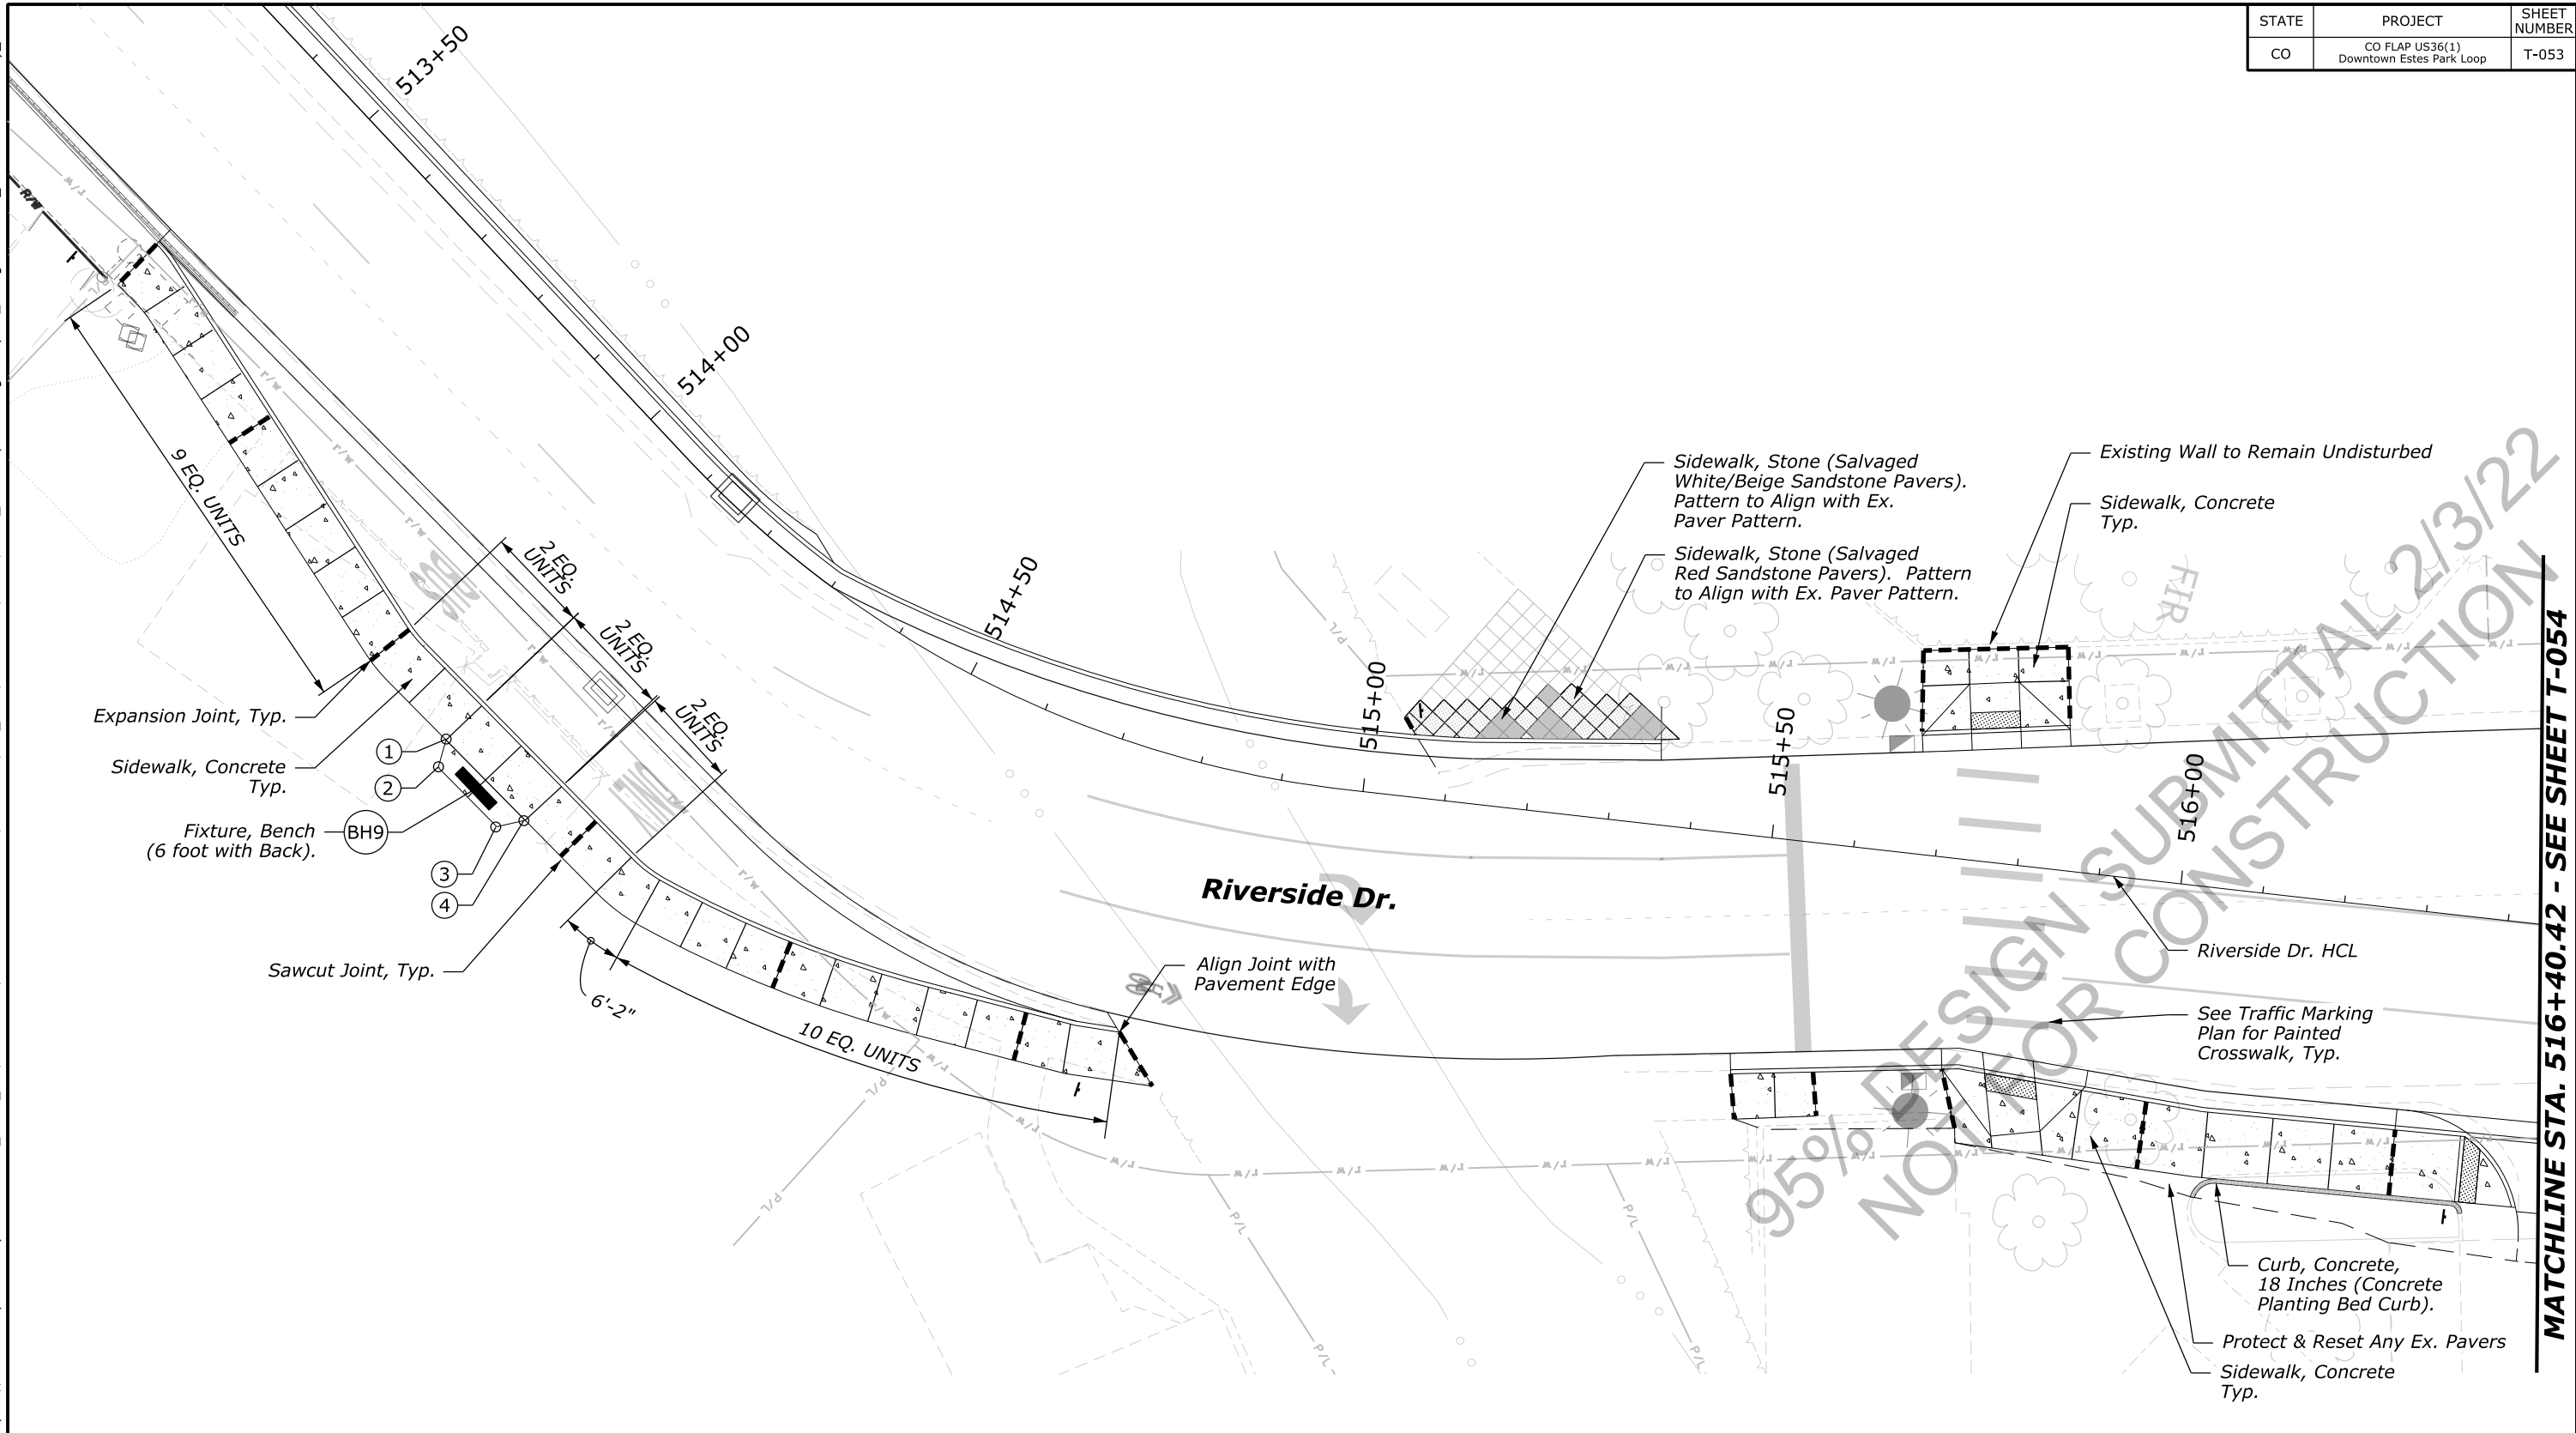 STATE
PROJECT
SHEET
NUMBER
CO
CO FLAP US36(1)
Downtown Estes Park Loop
T-053
513+50
514+00
514+50
515+00
515+50
516+00
R/W
r/w
r/w
r/w
r/w
r/w
r/w
r/w
9 EQ. UNITS
2 EQ.
UNITS
2 EQ.
UNITS
2 EQ.
UNITS
Expansion Joint, Typ.
Sidewalk, Concrete
Typ.
1
2
Fixture, Bench
(6 foot with Back).
BH9
3
4
Sawcut Joint, Typ.
6'-2"
10 EQ. UNITS
Align Joint with
Pavement Edge
Riverside Dr.
Sidewalk, Stone (Salvaged
White/Beige Sandstone Pavers).
Pattern to Align with Ex.
Paver Pattern.
Sidewalk, Stone (Salvaged
Red Sandstone Pavers). Pattern
to Align with Ex. Paver Pattern.
Existing Wall to Remain Undisturbed
Sidewalk, Concrete
Typ.
FIR
Riverside Dr. HCL
See Traffic Marking
Plan for Painted
Crosswalk, Typ.
Curb, Concrete,
18 Inches (Concrete
Planting Bed Curb).
Protect & Reset Any Ex. Pavers
Sidewalk, Concrete
Typ.
P/L
P/L
P/L
P/L
P/L
P/L
P/L
95% DESIGN SUBMITTAL 2/3/22
NOT FOR CONSTRUCTION
MATCHLINE STA. 516+40.42 - SEE SHEET T-054